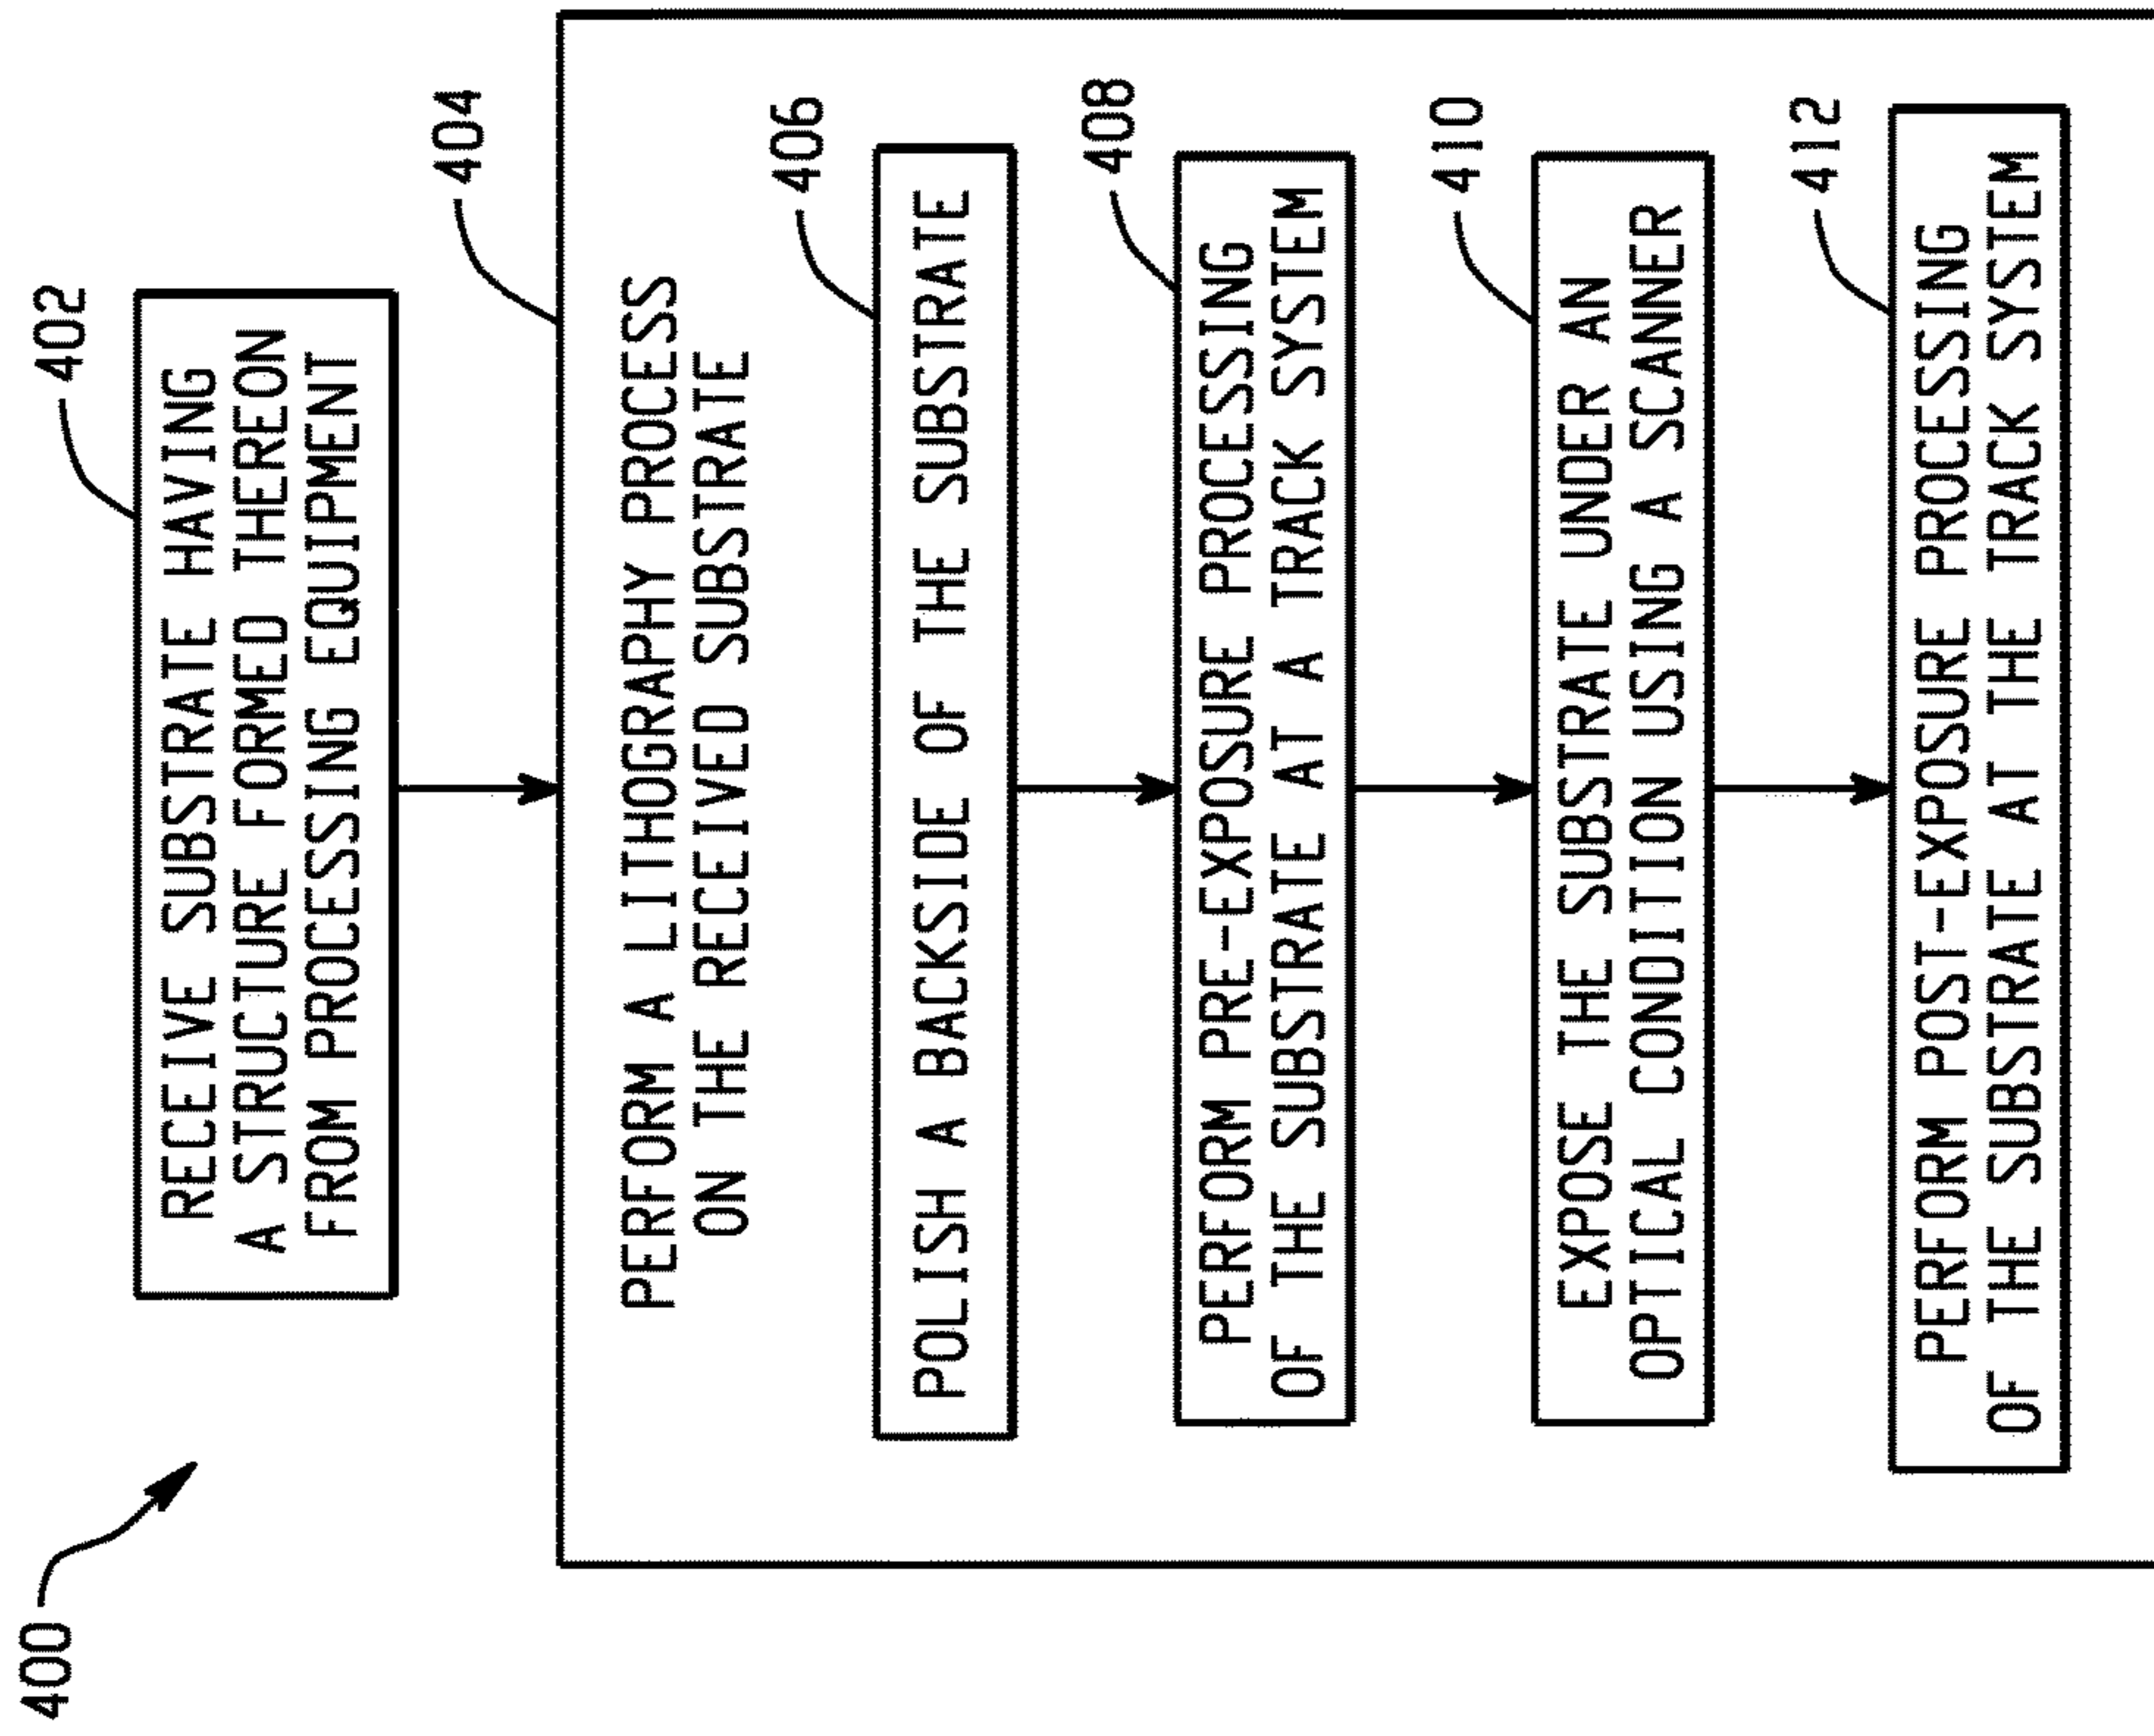 400
402
RECEIVE SUBSTRATE HAVING
A STRUCTURE FORMED THEREON
FROM PROCESSING EQUIPMENT
404
PERFORM A LITHOGRAPHY PROCESS
ON THE RECEIVED SUBSTRATE
406
POLISH A BACKSIDE OF THE SUBSTRATE
408
PERFORM PRE-EXPOSURE PROCESSING
OF THE SUBSTRATE AT A TRACK SYSTEM
410
EXPOSE THE SUBSTRATE UNDER AN
OPTICAL CONDITION USING A SCANNER
412
PERFORM POST-EXPOSURE PROCESSING
OF THE SUBSTRATE AT THE TRACK SYSTEM